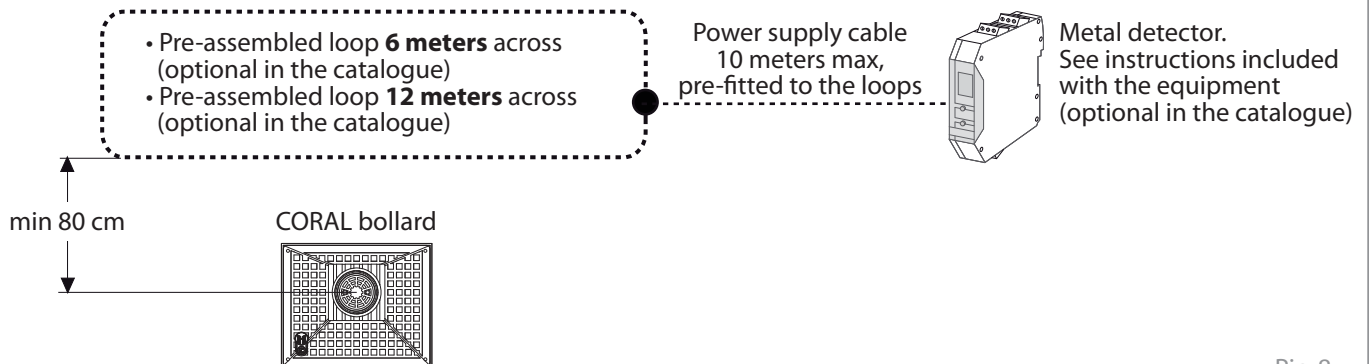 • Pre-assembled loop 6 meters across
(optional in the catalogue)
• Pre-assembled loop 12 meters across
(optional in the catalogue)
Power supply cable
10 meters max,
pre-fitted to the loops
Metal detector.
See instructions included
with the equipment
(optional in the catalogue)
min 80 cm
CORAL bollard